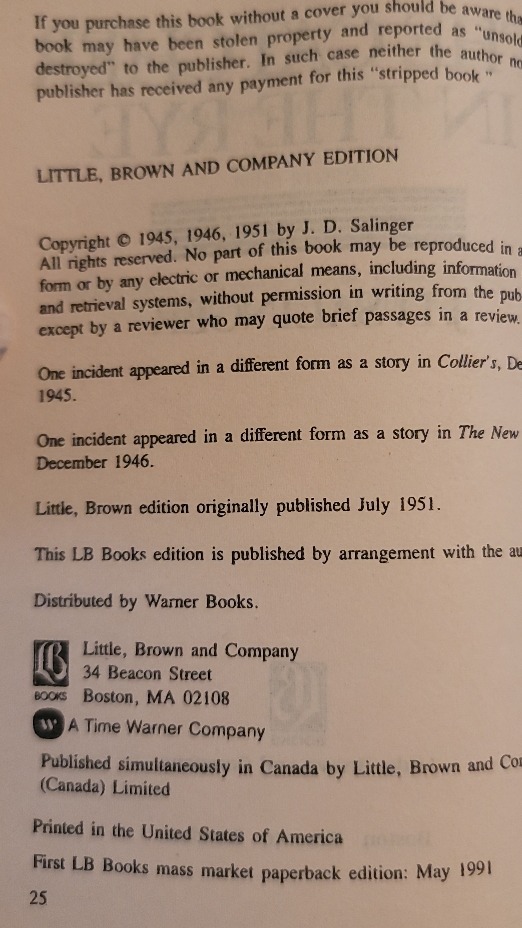 If you purchase this book without a cover you should be aware tha
book may have been stolen property and reported as "unsold
destroyed" to the publisher. In such case neither the author no
publisher has received any payment for this "stripped book "
IN THE RYE
LITTLE, BROWN AND COMPANY EDITION
Copyright © 1945, 1946, 1951 by J. D. Salinger
All rights reserved. No part of this book may be reproduced in a
form or by any electric or mechanical means, including information
and retrieval systems, without permission in writing from the pub
except by a reviewer who may quote brief passages in a review.
One incident appeared in a different form as a story in Collier's, De
1945.
One incident appeared in a different form as a story in The New
December 1946.
Little, Brown edition originally published July 1951.
This LB Books edition is published by arrangement with the au
Distributed by Warner Books.
LB Little, Brown and Company
34 Beacon Street
BOOKS Boston, MA 02108
W A Time Warner Company
Published simultaneously in Canada by Little, Brown and Con
(Canada) Limited
Printed in the United States of America
First LB Books mass market paperback edition: May 1991
25